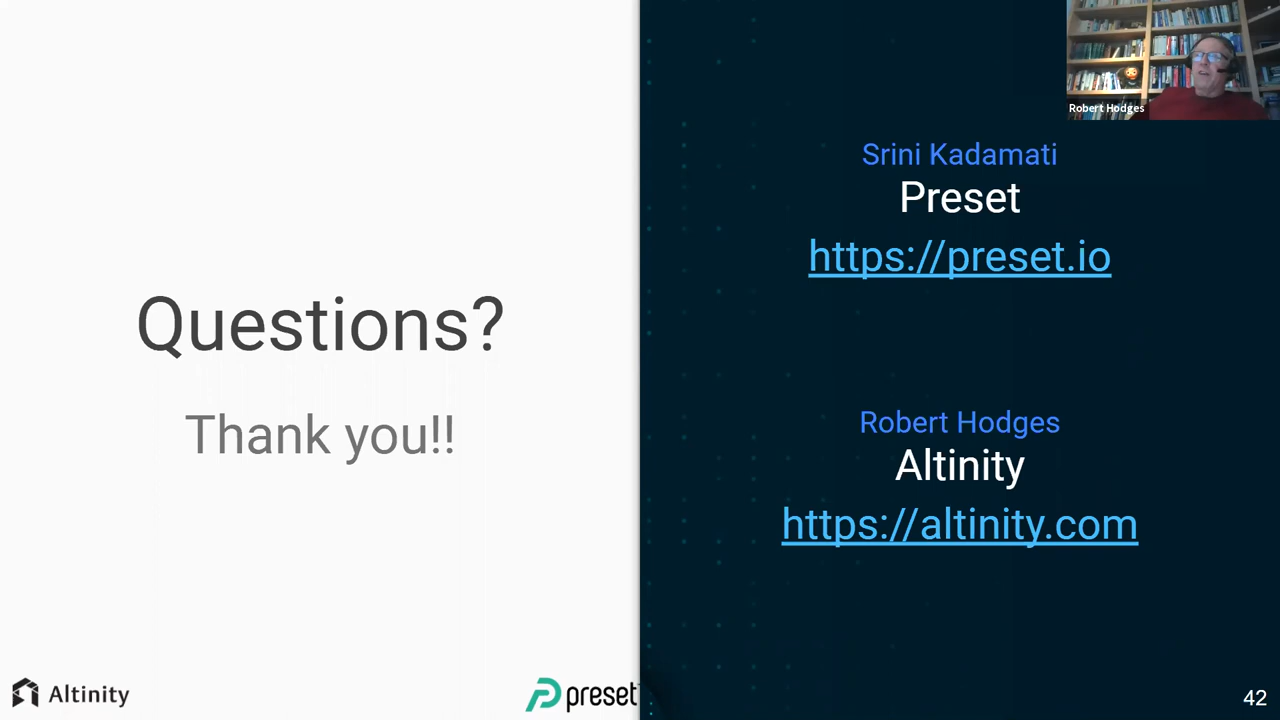 Questions?
Thank you!!
Altinity
preset
Robert Hodges
Srini Kadamati
Preset
https://preset.io
Robert Hodges
Altinity
https://altinity.com
42